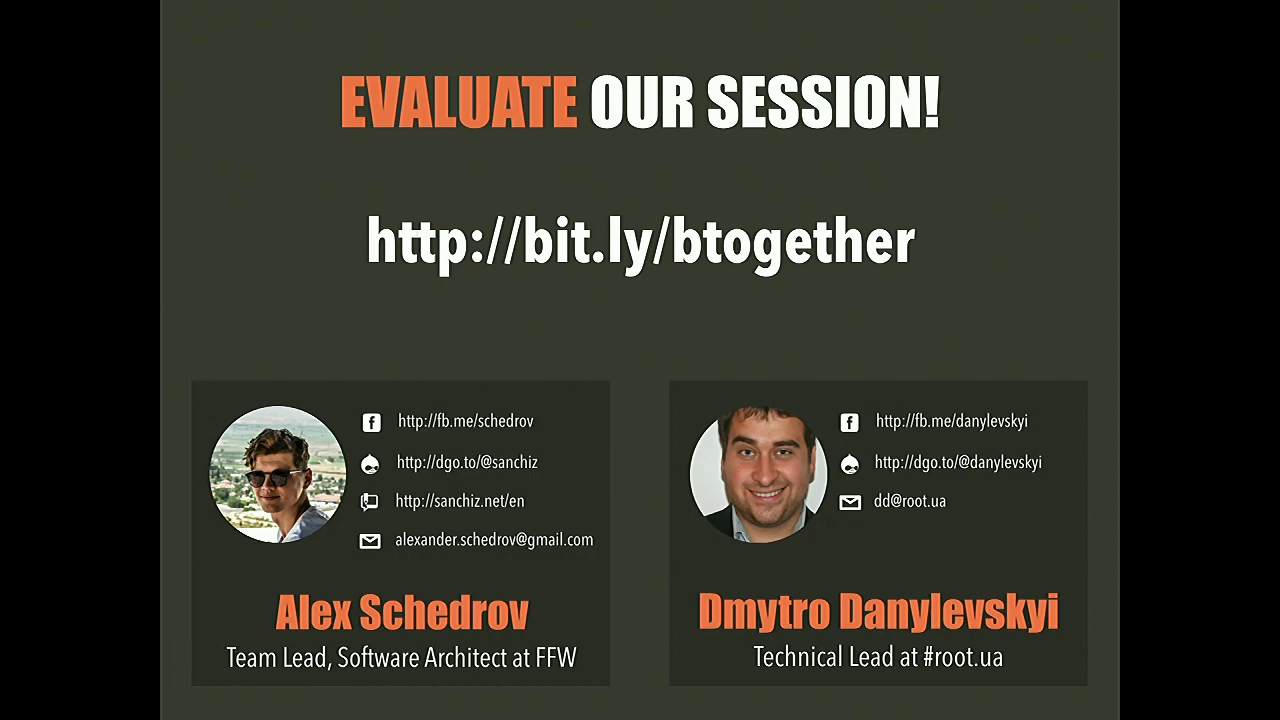 EVALUATE OUR SESSION!
http://bit.ly/btogether
http://fb.me/schedrov
http://dgo.to/@sanchiz
http://sanchiz.net/en
alexander.schedrov@gmail.com
Alex Schedrov
Team Lead, Software Architect at FFW
http://fb.me/danylevskyi
http://dgo.to/@danylevskyi
dd@root.ua
Dmytro Danylevskyi
Technical Lead at #root.ua